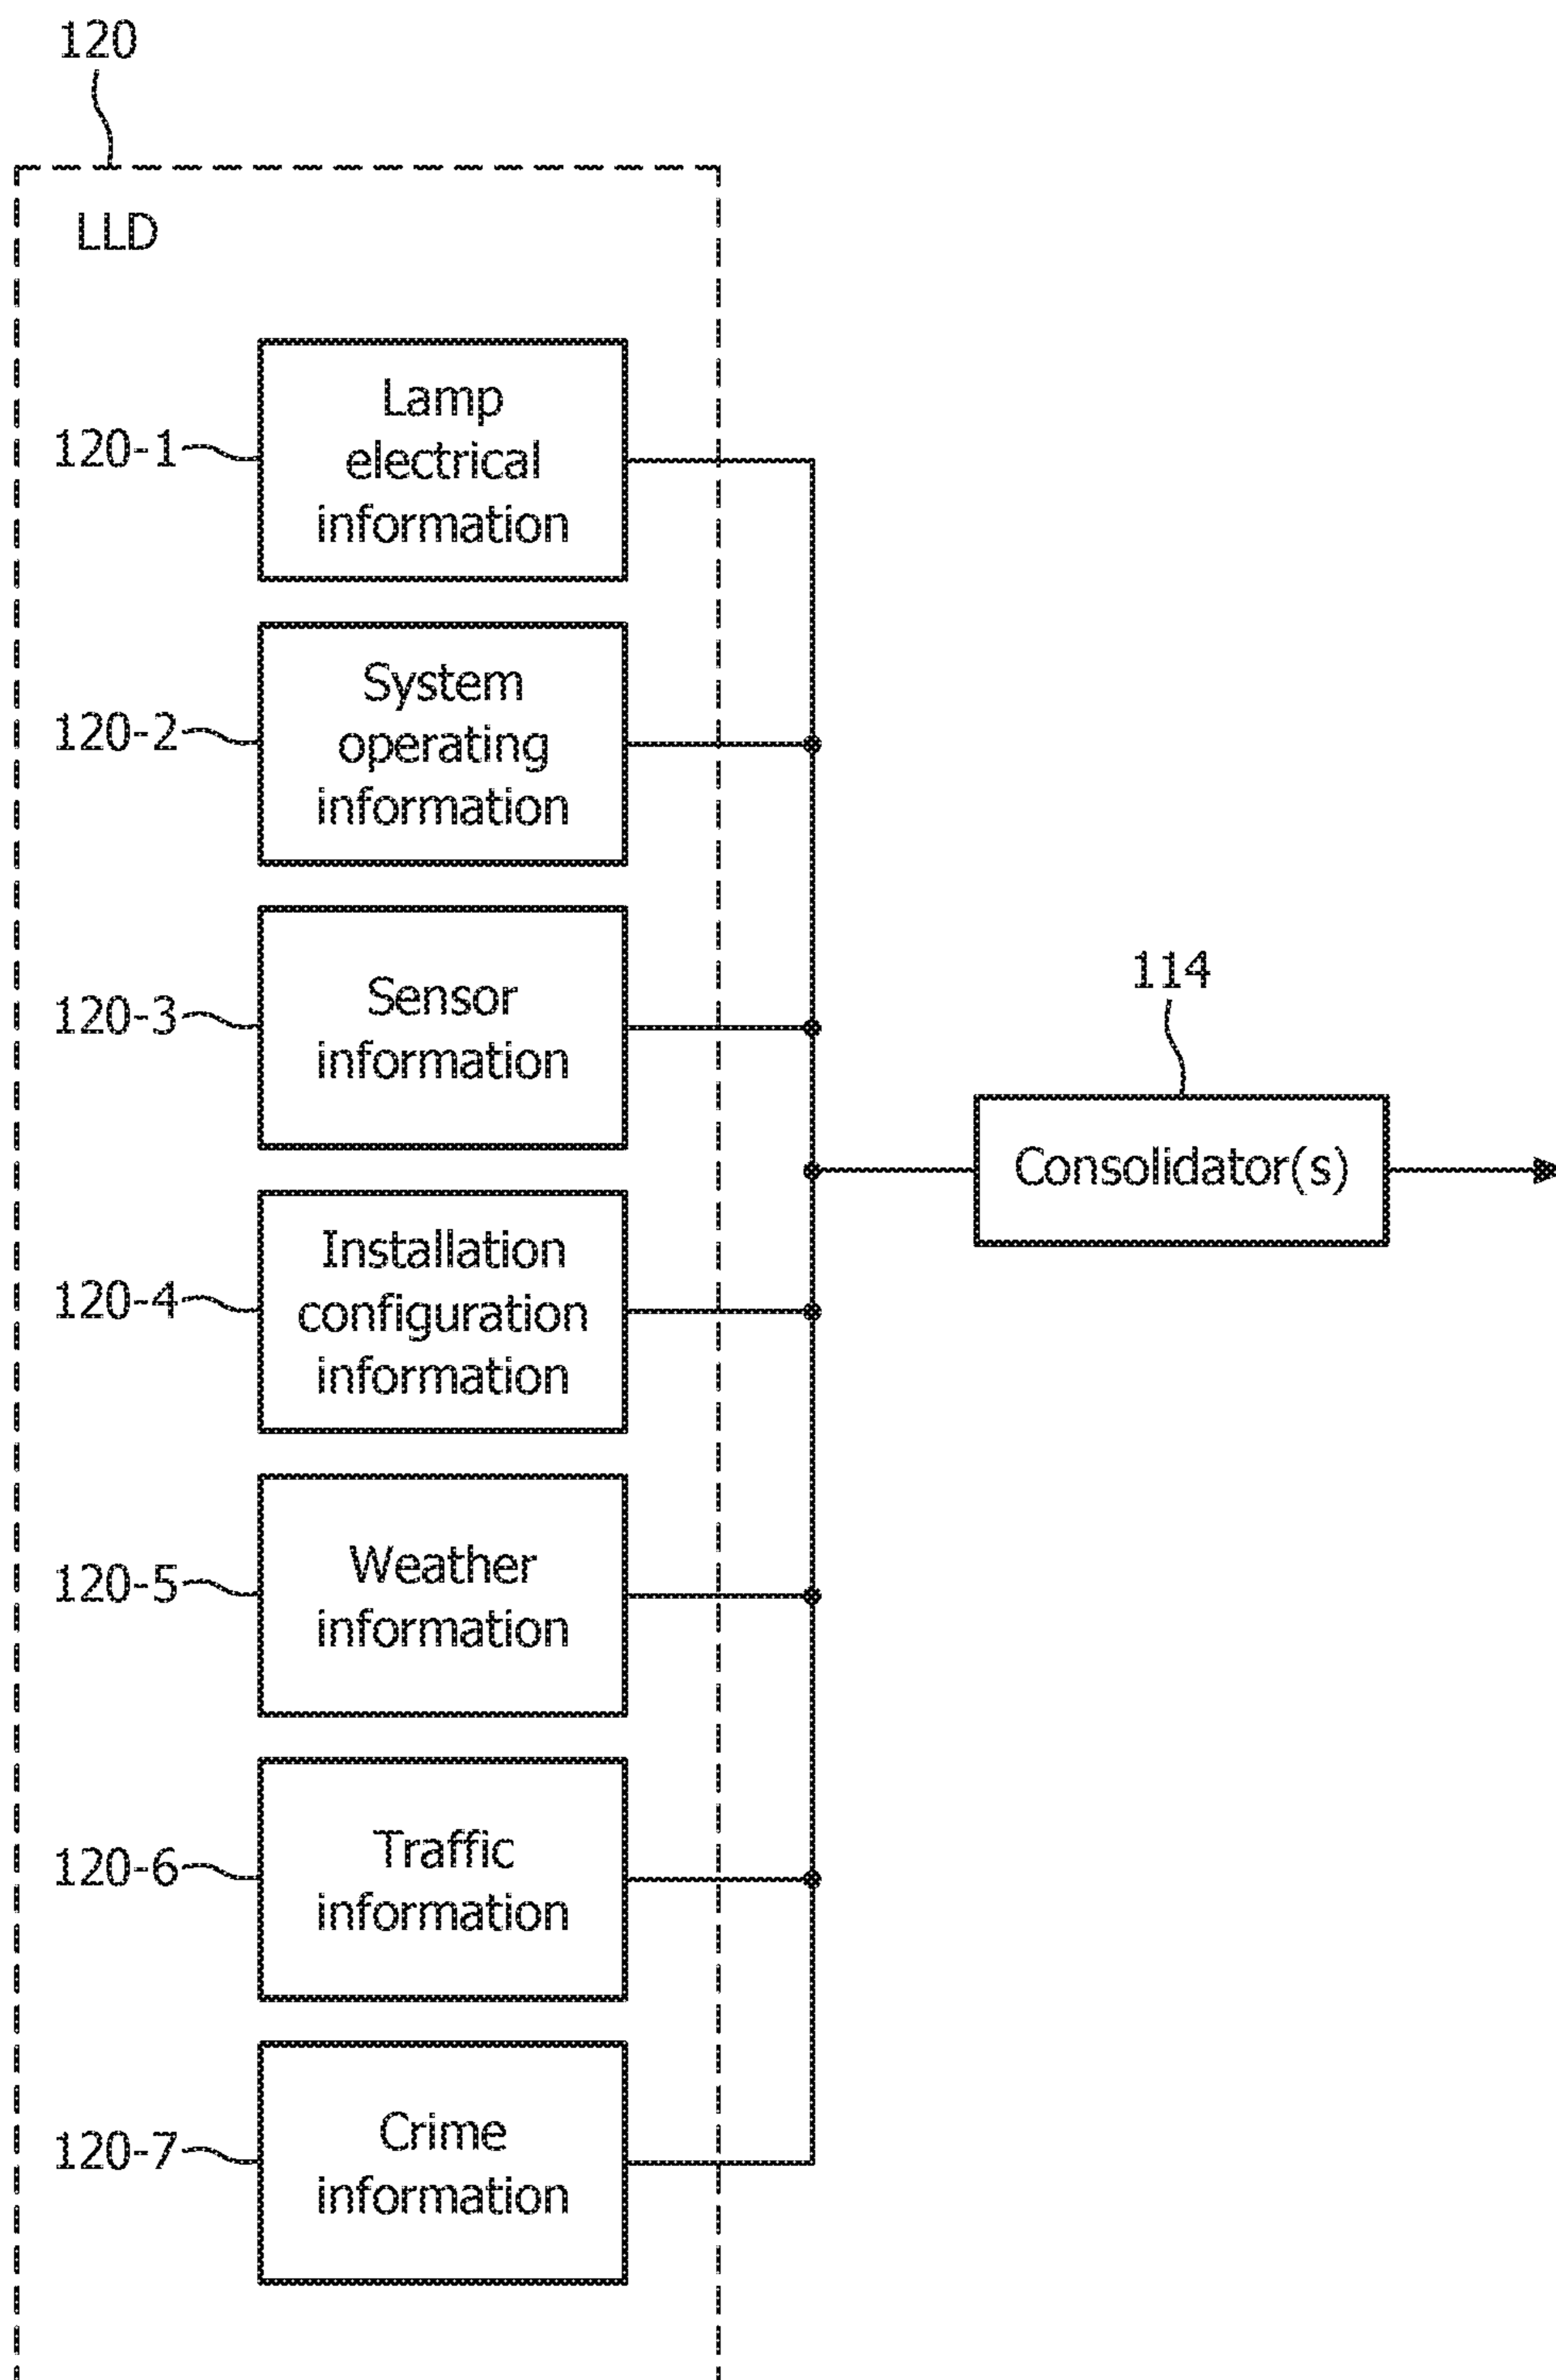 120
LLD
120-1
Lamp
electrical
information
120-2
System
operating
information
120-3
Sensor
information
114
Consolidator(s)
120-4
Installation
configuration
information
120-5
Weather
information
120-6
Traffic
information
120-7
Crime
information